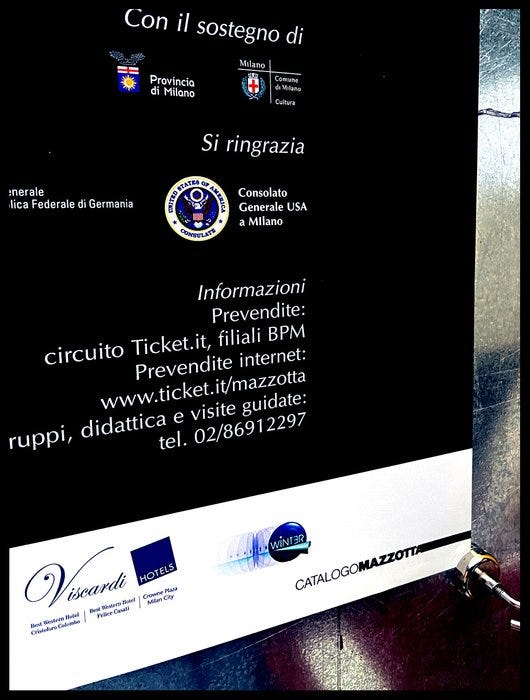 Con il sostegno di
Provincia
di Milano
Milano
Comune
di Milano
Cultura
Si ringrazia
enerale
lica Federale di Germania
UNITED STATES OF AMERICA
CONSULATE
Consolato
Generale USA
a MIlano
Informazioni
Prevendite:
circuito Ticket.it, filiali BPM
Prevendite internet:
www.ticket.it/mazzotta
ruppi, didattica e visite guidate:
tel. 02/86912297
Viscardi HOTELS
Best Western Hotel
Cristoforo Colombo
Best Western Hotel
Felice Casati
Crowne Plaza
Milan City
WINT3R
CATALOGOMAZZOTTA